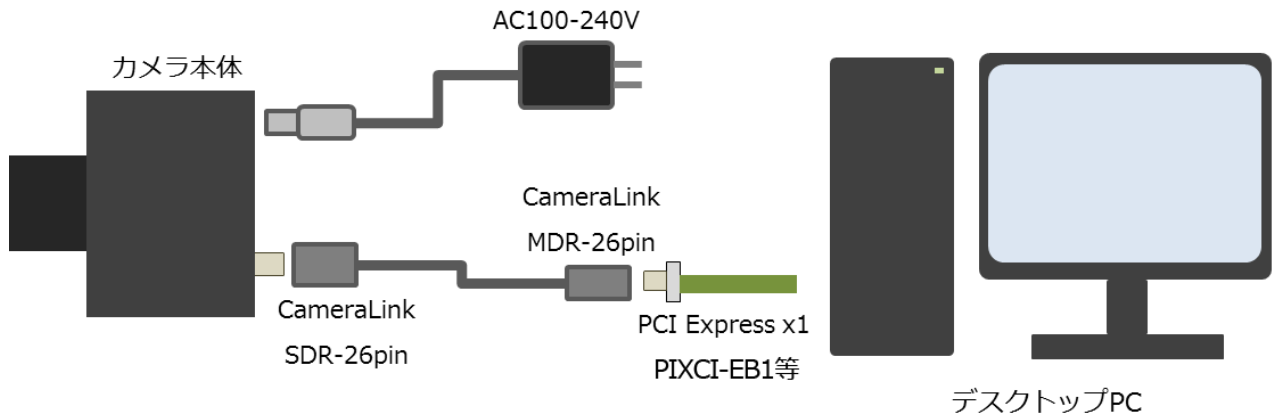 AC100-240V
カメラ本体
CameraLink
MDR-26pin
CameraLink
SDR-26pin
PCI Express x1
PIXCI-EB1等
デスクトップPC